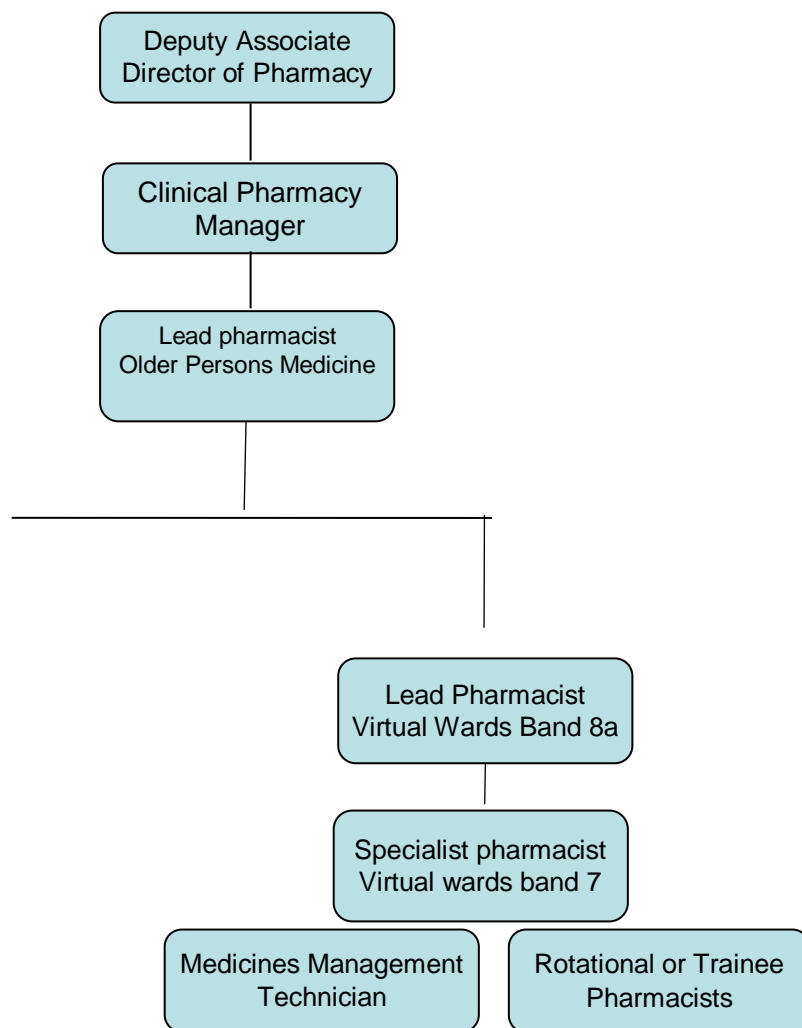 Deputy Associate
Director of Pharmacy
Clinical Pharmacy
Manager
Lead pharmacist
Older Persons Medicine
Lead Pharmacist
Virtual Wards Band 8a
Specialist pharmacist
Virtual wards band 7
Medicines Management
Technician
Rotational or Trainee
Pharmacists